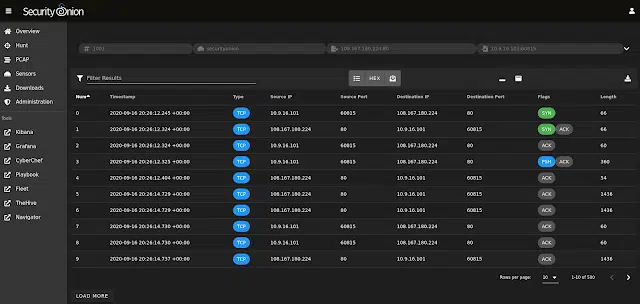 Security Onion
Overview
Hunt
PCAP
Sensors
Downloads
Administration
Tools
Kibana
Grafana
CyberChef
Playbook
Fleet
TheHive
Navigator
securityonion
108.167.180.224:80
10.9.16.101:60815
Filter Results
HEX
Num Timestamp Type Source IP Source Port Destination IP Destination Port Flags Length
0 2020-09-16 20:26:12.245 +00:00 TCP 10.9.16.101 60815 108.167.180.224 80 SYN 66
1 2020-09-16 20:26:12.324 +00:00 TCP 108.167.180.224 80 10.9.16.101 60815 SYN ACK 66
2 2020-09-16 20:26:12.324 +00:00 TCP 10.9.16.101 60815 108.167.180.224 80 ACK 60
3 2020-09-16 20:26:12.325 +00:00 TCP 10.9.16.101 60815 108.167.180.224 80 PSH ACK 360
4 2020-09-16 20:26:12.404 +00:00 TCP 108.167.180.224 80 10.9.16.101 60815 ACK 54
5 2020-09-16 20:26:14.729 +00:00 TCP 108.167.180.224 80 10.9.16.101 60815 ACK 1436
6 2020-09-16 20:26:14.729 +00:00 TCP 108.167.180.224 80 10.9.16.101 60815 ACK 1436
7 2020-09-16 20:26:14.730 +00:00 TCP 10.9.16.101 60815 108.167.180.224 80 ACK 60
8 2020-09-16 20:26:14.730 +00:00 TCP 10.9.16.101 60815 108.167.180.224 80 ACK 60
9 2020-09-16 20:26:14.737 +00:00 TCP 108.167.180.224 80 10.9.16.101 60815 ACK 1436
Rows per page: 10 1-10 of 500
LOAD MORE